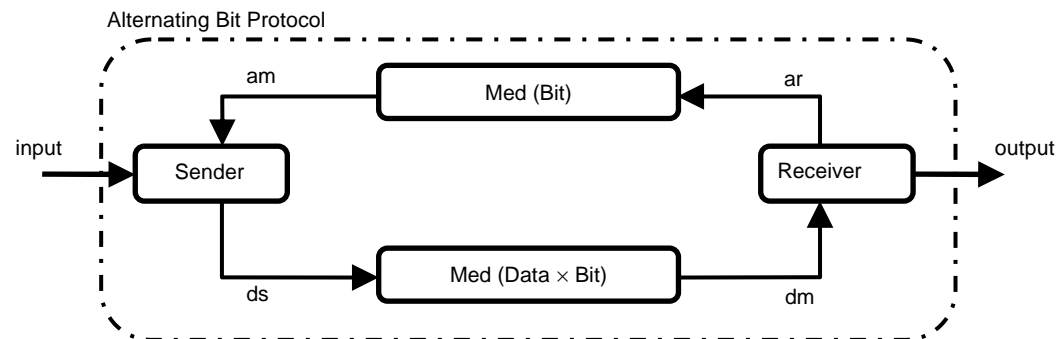 Alternating Bit Protocol
am
Med (Bit)
ar
input
Sender
Receiver
output
ds
Med (Data × Bit)
dm